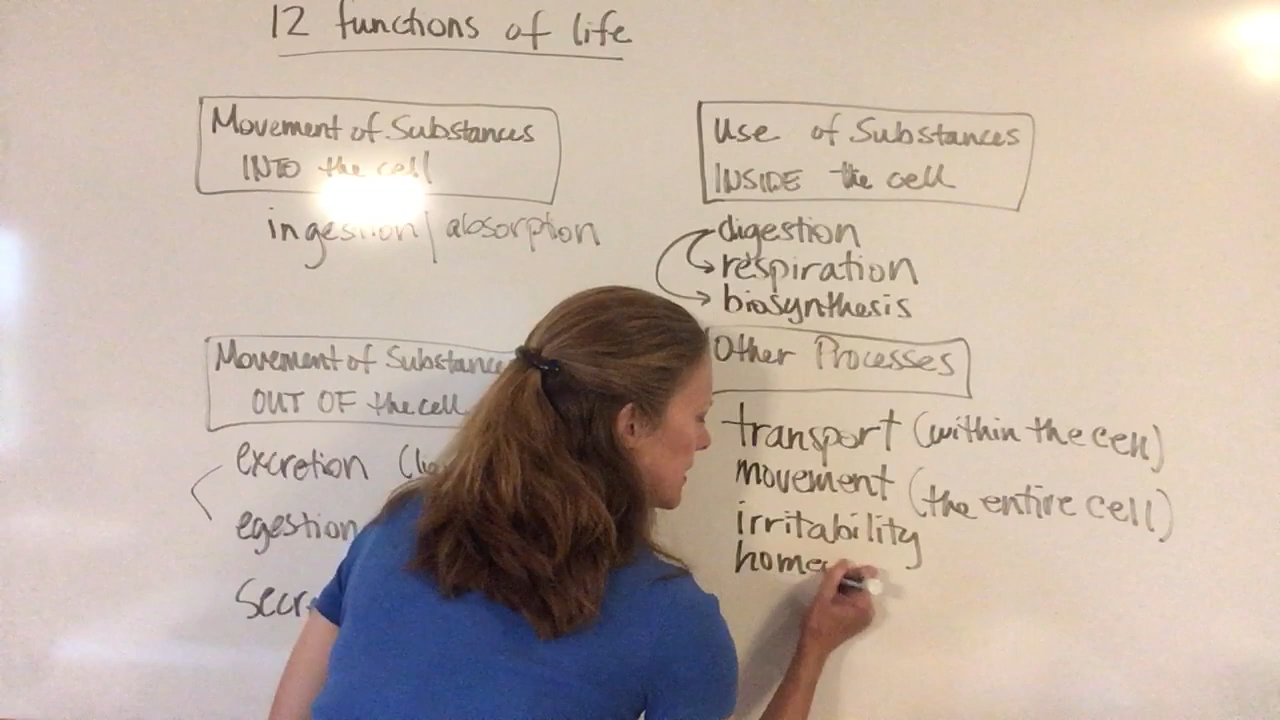 12 functions of life
Movement of Substances
INTO the cell
ingestion/absorption
Use of Substances
INSIDE the cell
digestion
respiration
biosynthesis
Movement of Substance
OUT OF the cell
excretion
egestion
Other Processes
transport (within the cell)
movement (the entire cell)
irritability